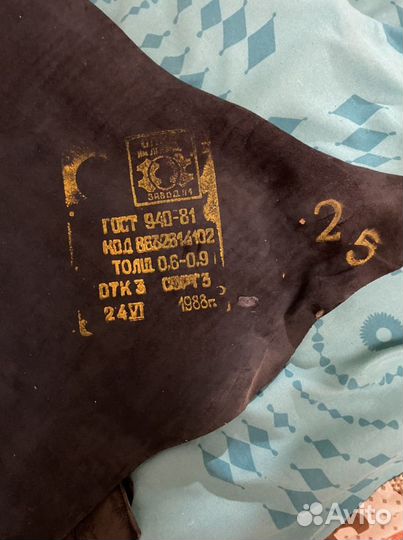 ЗАВОД №1
ГОСТ 940-81
КОД 8632814102
ТОЛЩ 0,6-0,9
ОТК 3 СОРТ 3
24 VI 1988г.
25
Avito